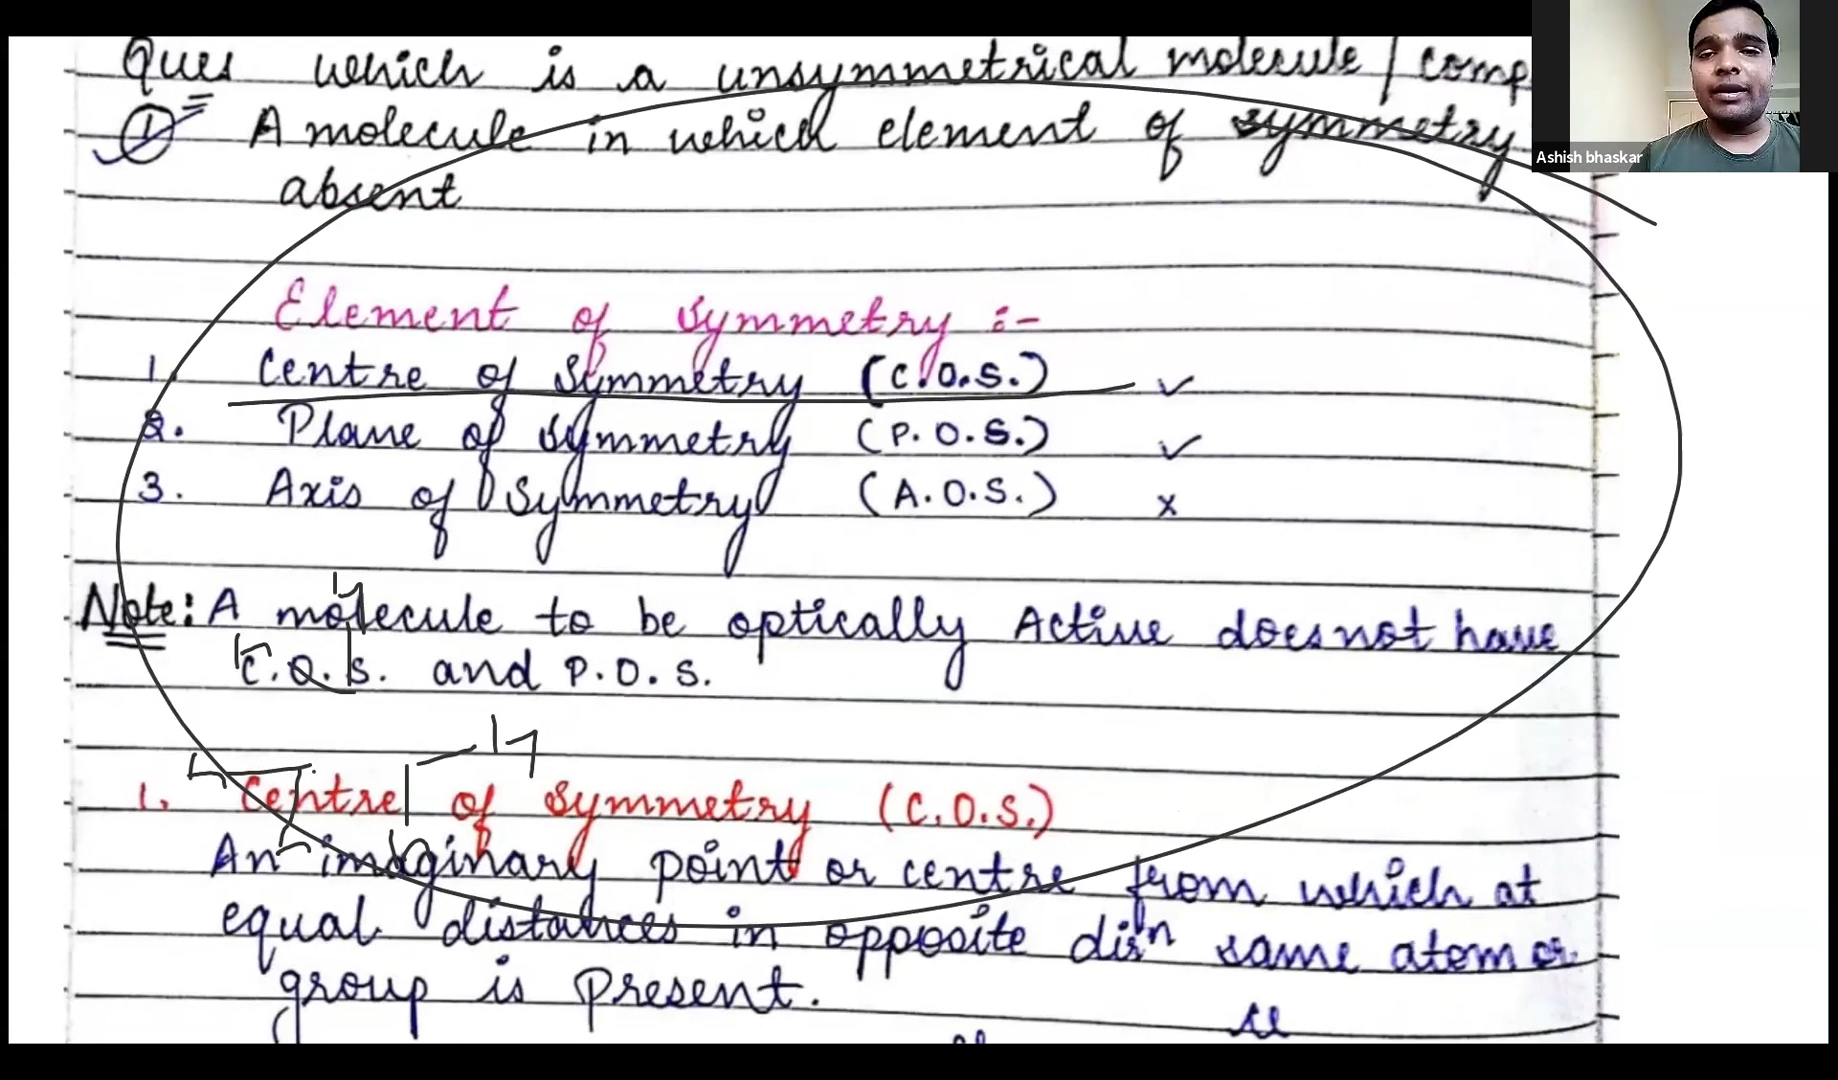 Ques which is a unsymmetrical molecule / comp
Ashish bhaskar
① A molecule in which element of symmetry
absent
Element of symmetry :-
1. Centre of Symmetry (C.O.S.) ✓
2. Plane of Symmetry (P.O.S.) ✓
3. Axis of Symmetry (A.O.S.) x
Note: A molecule to be optically Active doesnot have
C.O.S. and P.O.S.
1. Centre of Symmetry (C.O.S.)
An imaginary point or centre from which at
equal distances in opposite dirn same atom or
group is present.